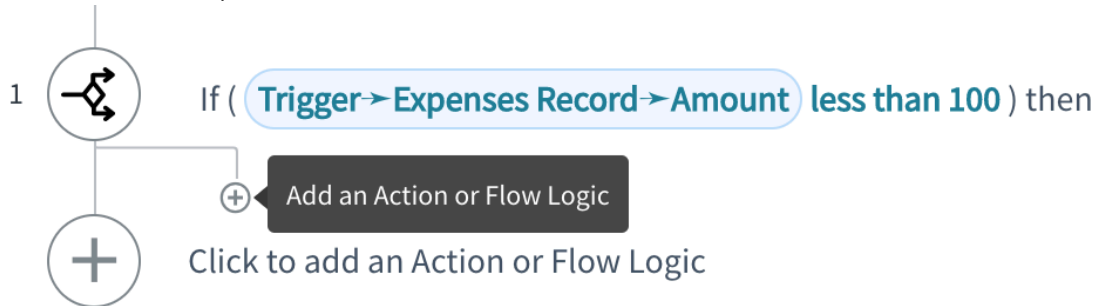 1 If ( Trigger➛Expenses Record➛Amount less than 100 ) then
Add an Action or Flow Logic
Click to add an Action or Flow Logic